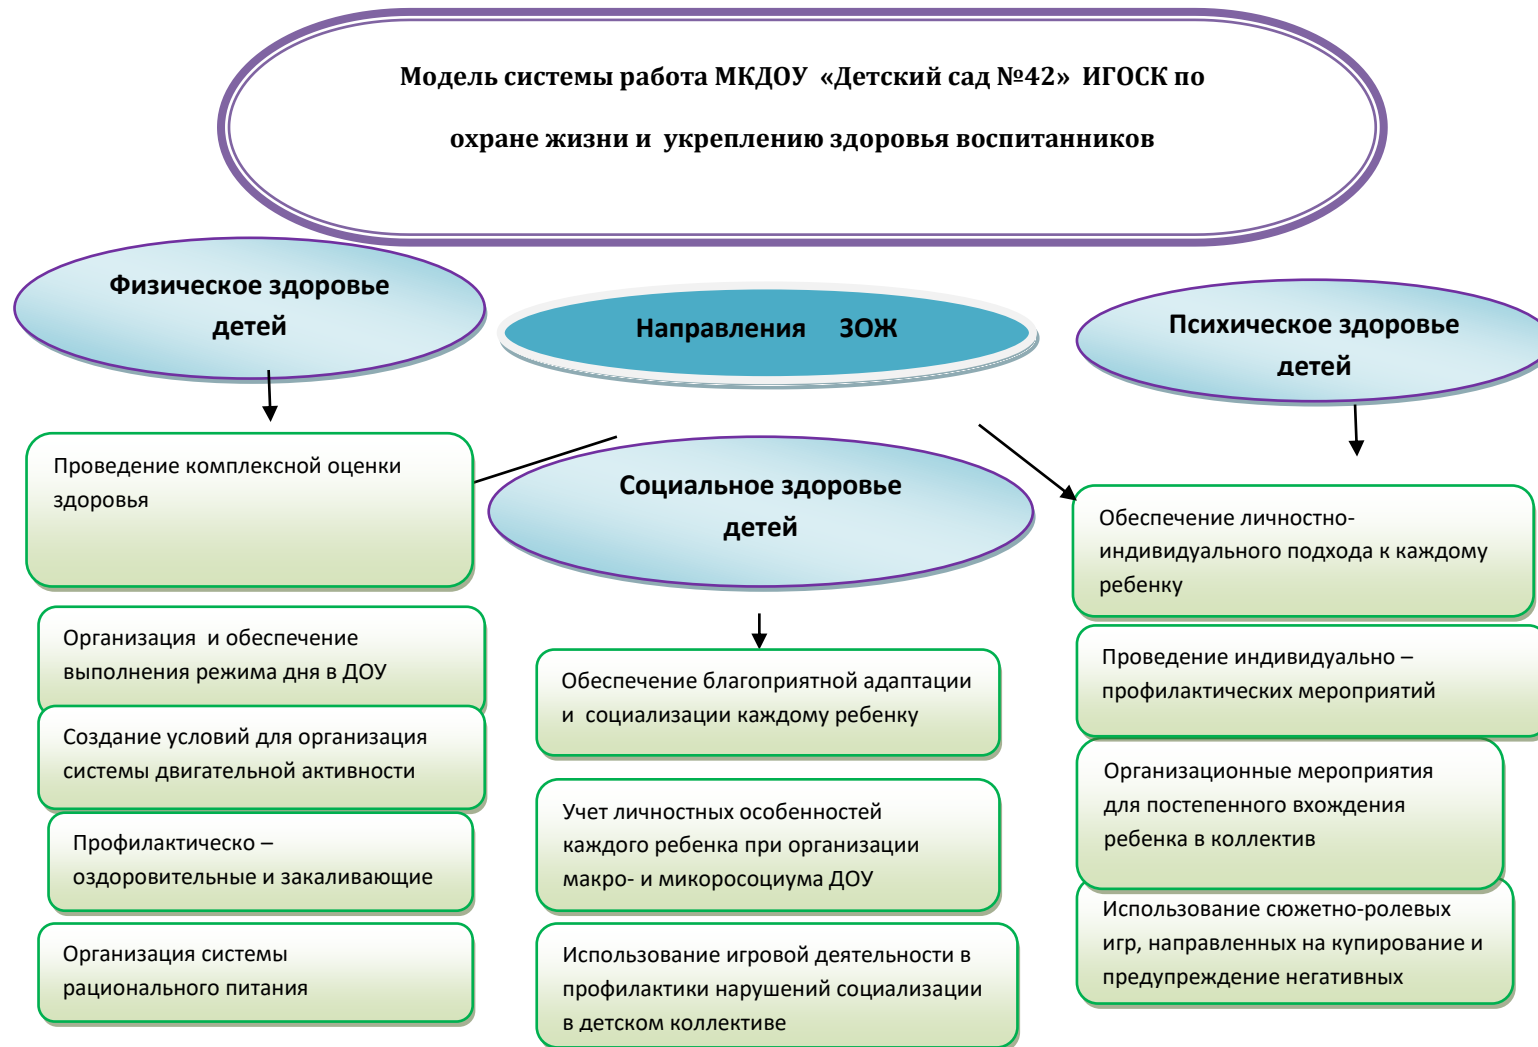 Модель системы работа МКДОУ «Детский сад №42» ИГОСК по
охране жизни и укреплению здоровья воспитанников
Физическое здоровье
детей
Направления ЗОЖ
Психическое здоровье
детей
Социальное здоровье
детей
Проведение комплексной оценки
здоровья
Организация и обеспечение
выполнения режима дня в ДОУ
Создание условий для организация
системы двигательной активности
Профилактическо –
оздоровительные и закаливающие
Организация системы
рационального питания
Обеспечение благоприятной адаптации
и социализации каждому ребенку
Учет личностных особенностей
каждого ребенка при организации
макро- и микоросоциума ДОУ
Использование игровой деятельности в
профилактики нарушений социализации
в детском коллективе
Обеспечение личностно-
индивидуального подхода к каждому
ребенку
Проведение индивидуально –
профилактических мероприятий
Организационные мероприятия
для постепенного вхождения
ребенка в коллектив
Использование сюжетно-ролевых
игр, направленных на купирование и
предупреждение негативных